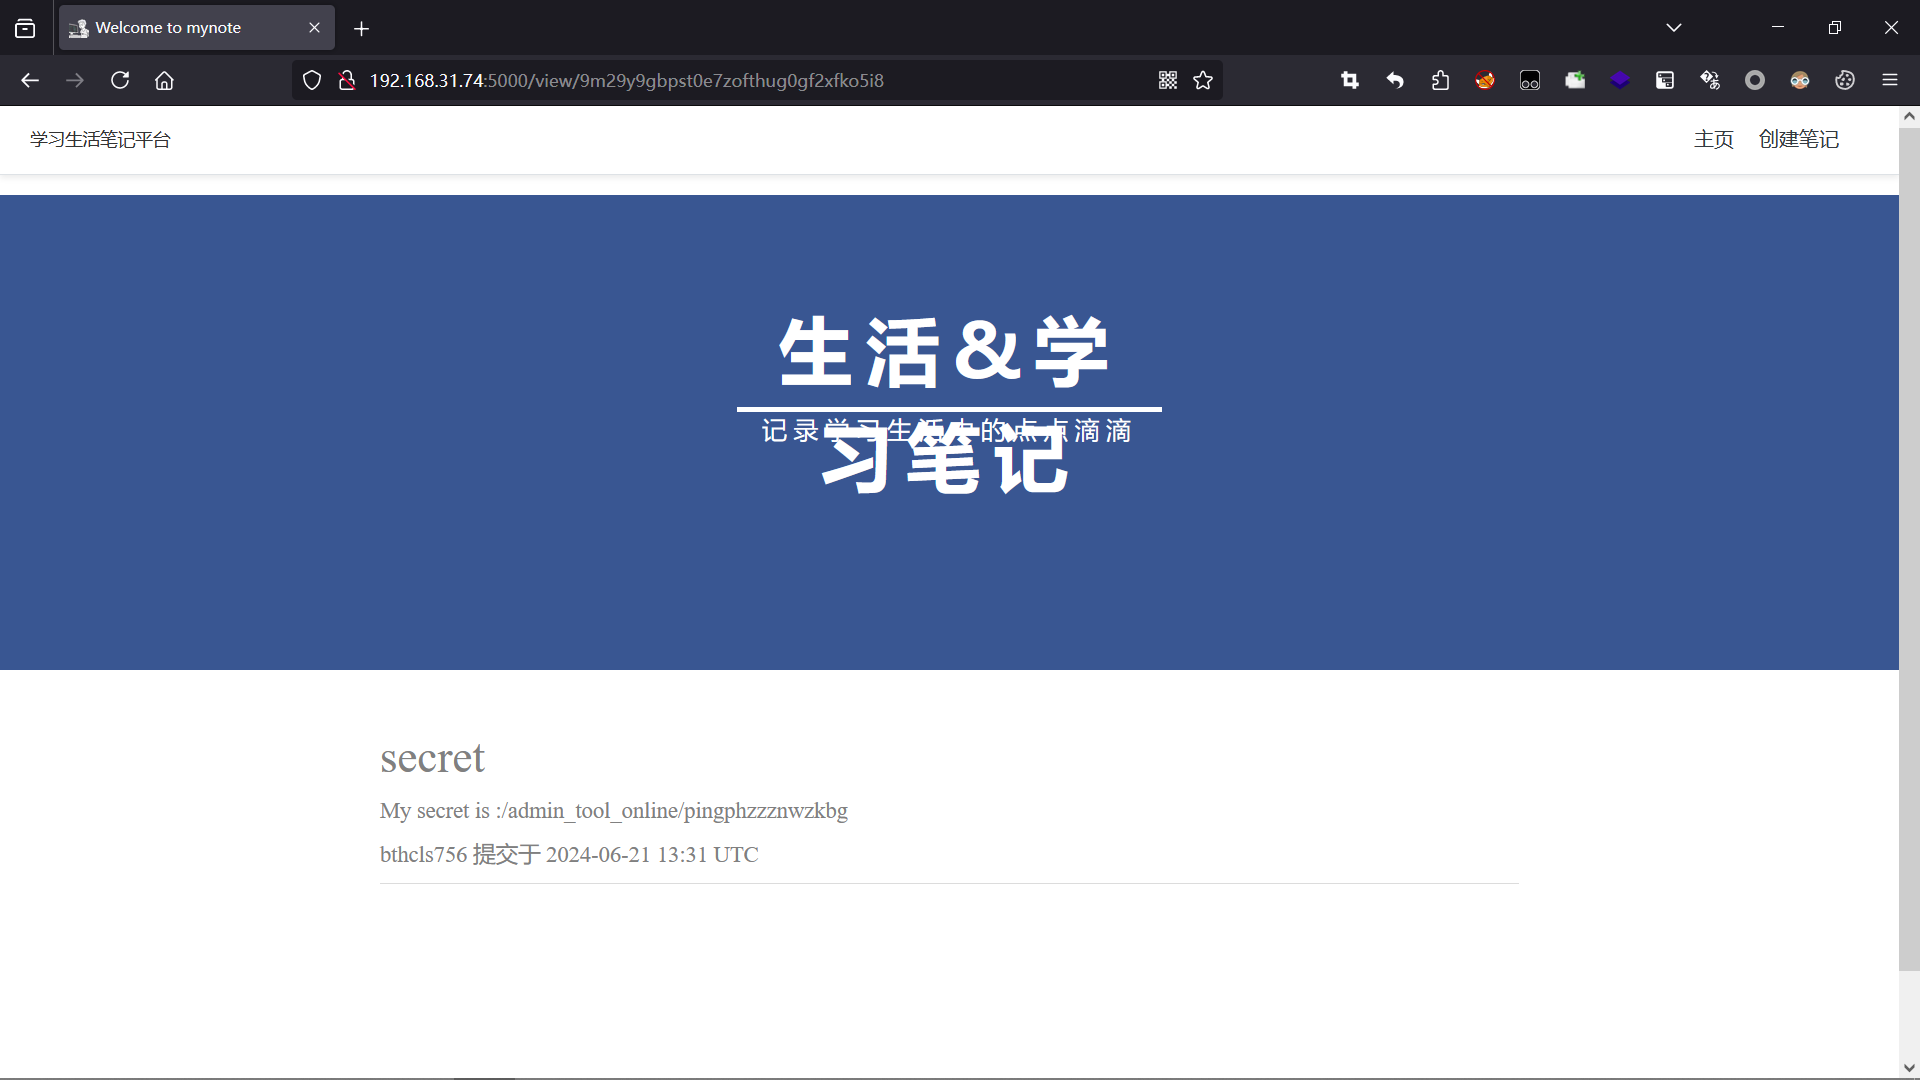 Welcome to mynote
192.168.31.74:5000/view/9m29y9gbpst0e7zofthug0gf2xfko5i8
学习生活笔记平台
主页 创建笔记
生活&学
习笔记
记录学习生活中的点点滴滴
secret
My secret is :/admin_tool_online/pingphzzznwzkbg
bthcls756 提交于 2024-06-21 13:31 UTC